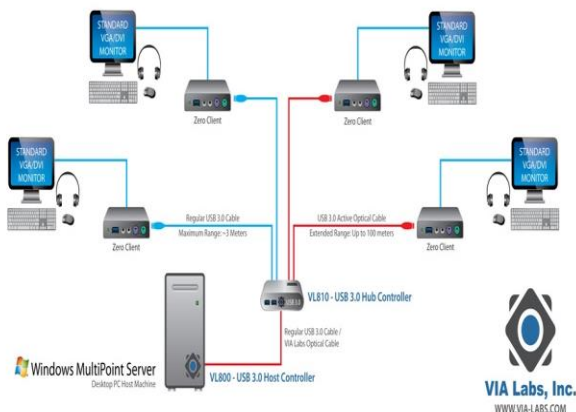 STANDARD
VGA/DVI
MONITOR
STANDARD
VGA/DVI
MONITOR
Zero Client
Zero Client
STANDARD
VGA/DVI
MONITOR
STANDARD
VGA/DVI
MONITOR
Regular USB 3.0 Cable
Maximum Range: ~3 Meters
USB 3.0 Active Optical Cable
Extended Range: Up to 100 meters
Zero Client
Zero Client
USB 3.0
VL810 - USB 3.0 Hub Controller
Regular USB 3.0 Cable /
VIA Labs Optical Cable
Windows MultiPoint Server
Desktop PC Host Machine
VL800 - USB 3.0 Host Controller
VIA Labs, Inc.
WWW.VIA-LABS.COM